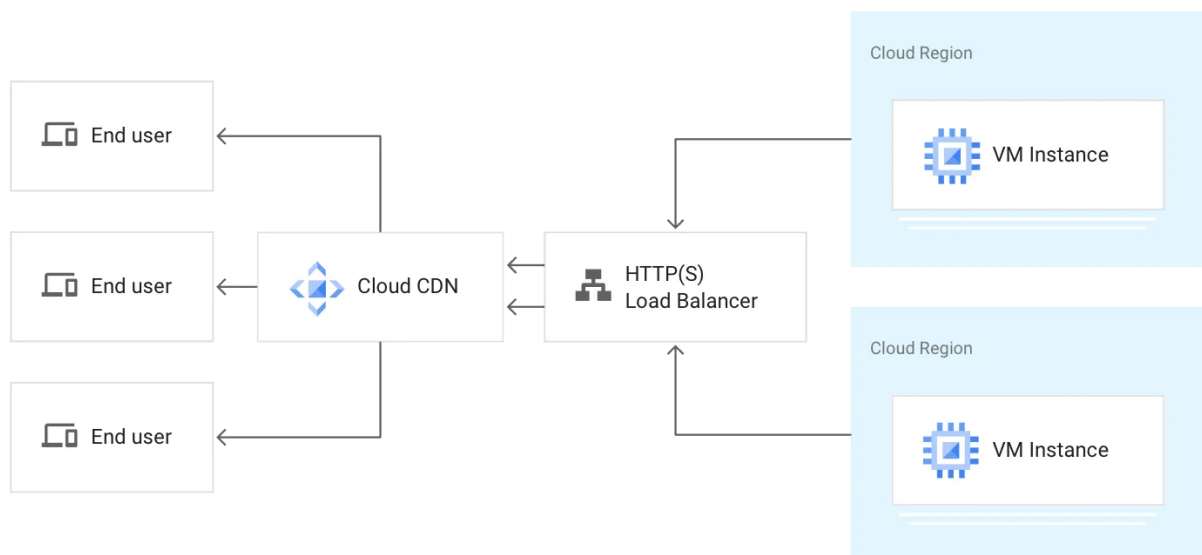 Cloud Region
VM Instance
End user
End user
End user
Cloud CDN
HTTP(S)
Load Balancer
Cloud Region
VM Instance